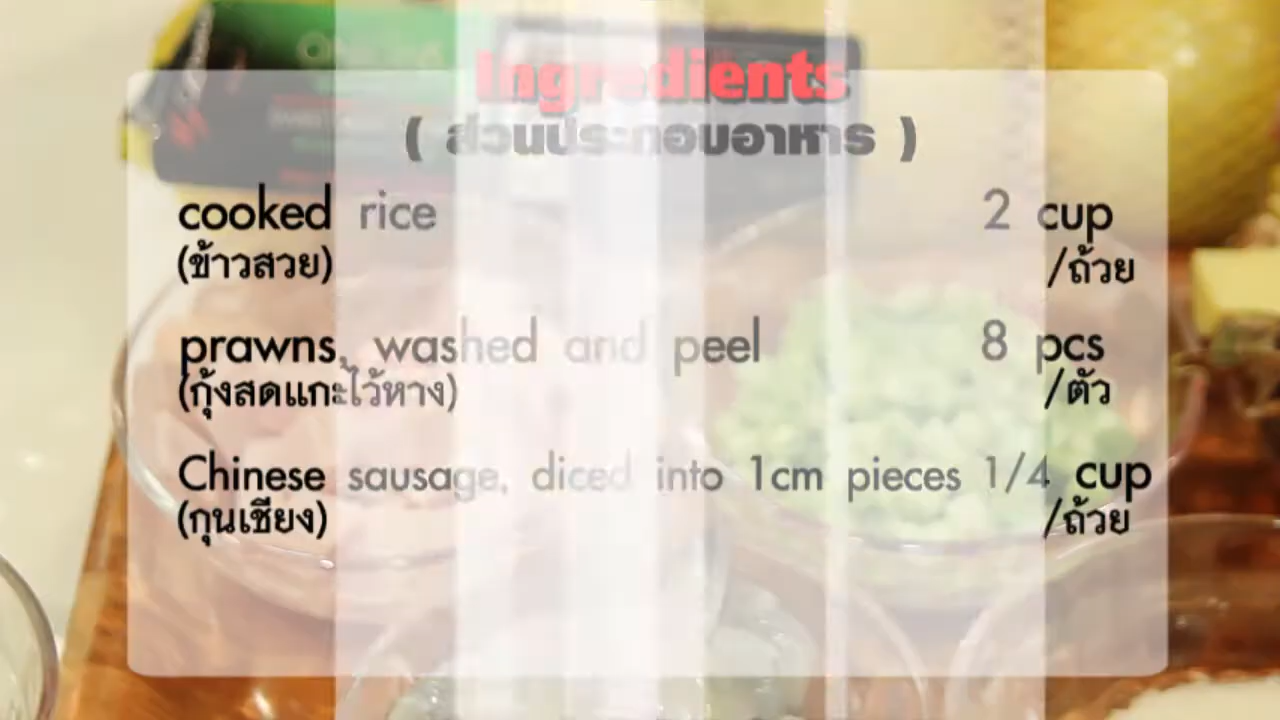 Ingredients
( ส่วนประกอบอาหาร )
cooked rice 2 cup
(ข้าวสวย) /ถ้วย
prawns, washed and peel 8 pcs
(กุ้งสดแกะไว้หาง) /ตัว
Chinese sausage, diced into 1cm pieces 1/4 cup
(กุนเชียง) /ถ้วย